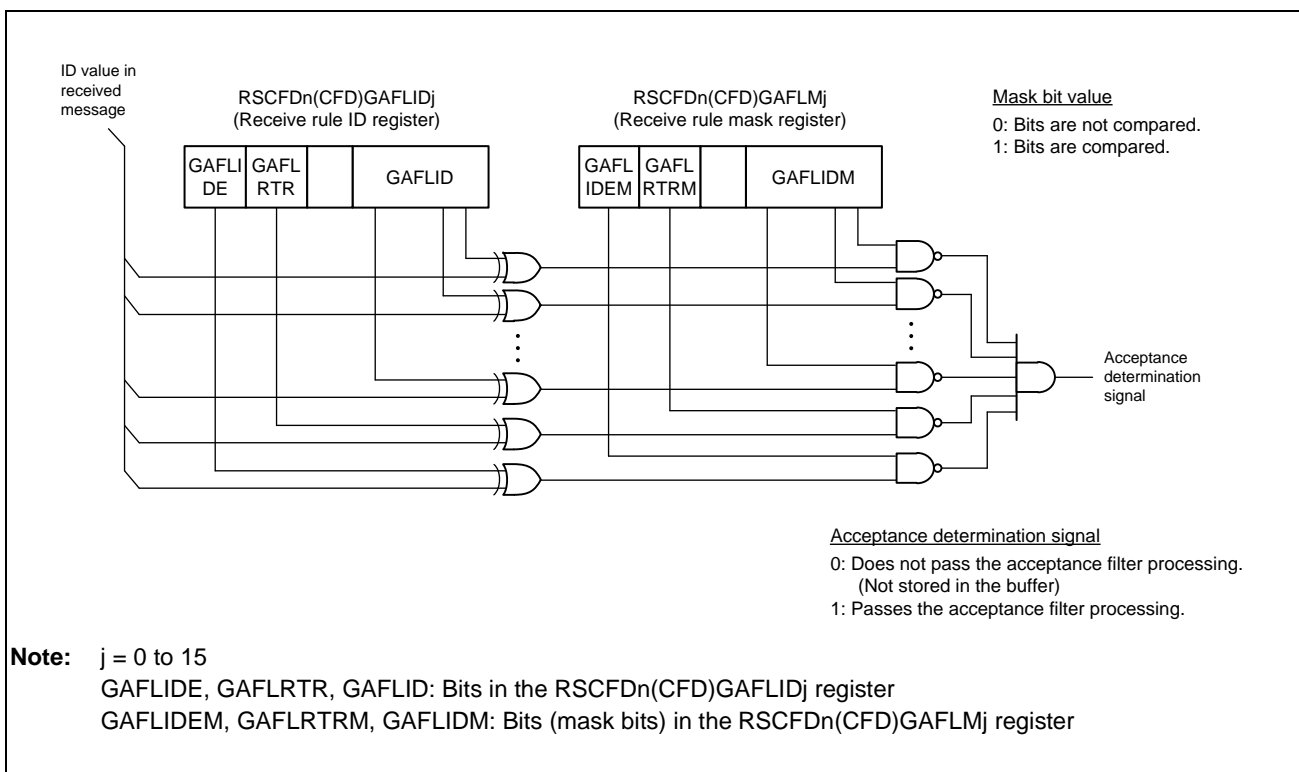 ID value in
received
message
RSCFDn(CFD)GAFLIDj
(Receive rule ID register)
RSCFDn(CFD)GAFLMj
(Receive rule mask register)
Mask bit value
0: Bits are not compared.
1: Bits are compared.
GAFLI
DE
GAFL
RTR
GAFLID
GAFL
IDEM
GAFL
RTRM
GAFLIDM
Acceptance
determination
signal
Acceptance determination signal
0: Does not pass the acceptance filter processing.
(Not stored in the buffer)
1: Passes the acceptance filter processing.
Note: j = 0 to 15
GAFLIDE, GAFLRTR, GAFLID: Bits in the RSCFDn(CFD)GAFLIDj register
GAFLIDEM, GAFLRTRM, GAFLIDM: Bits (mask bits) in the RSCFDn(CFD)GAFLMj register